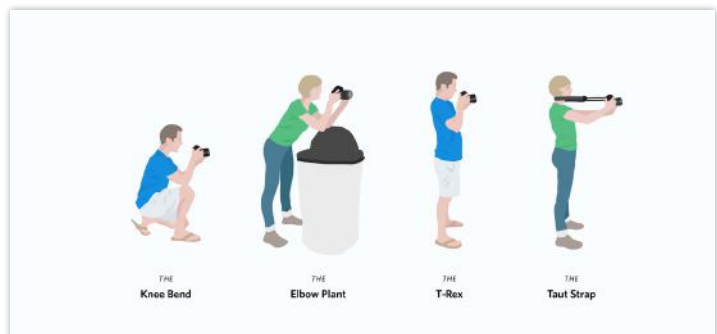 THE
Knee Bend
THE
Elbow Plant
THE
T-Rex
THE
Taut Strap